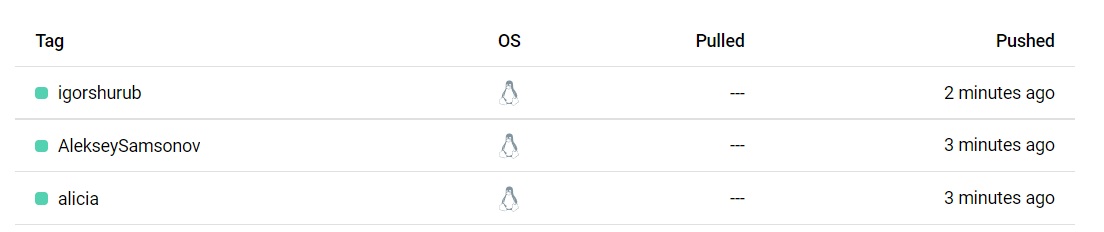 Tag OS Pulled Pushed
igorshurub --- 2 minutes ago
AlekseySamsonov --- 3 minutes ago
alicia --- 3 minutes ago